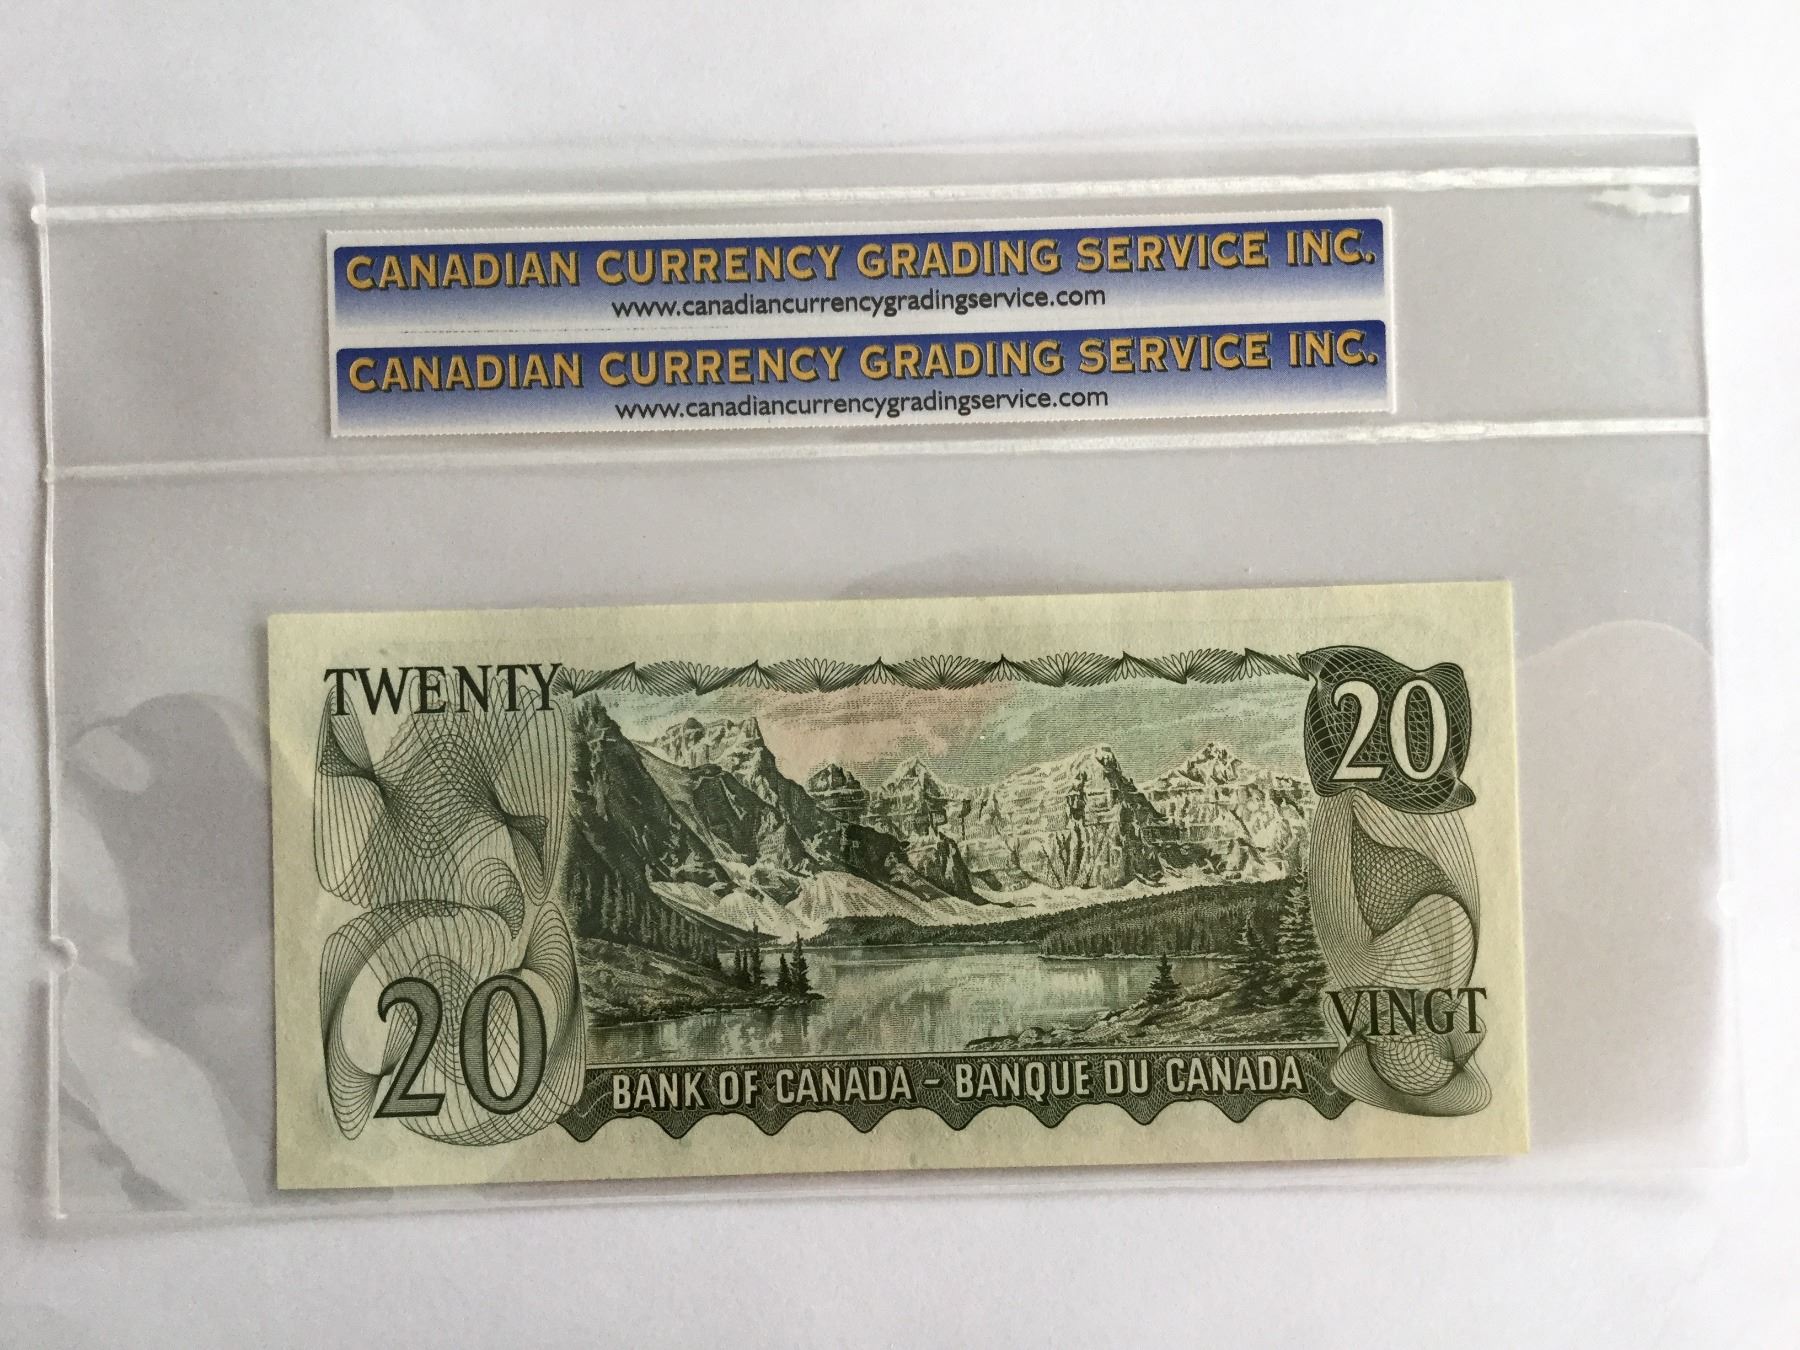 CANADIAN CURRENCY GRADING SERVICE INC.
www.canadiancurrencygradingservice.com
CANADIAN CURRENCY GRADING SERVICE INC.
www.canadiancurrencygradingservice.com
TWENTY
20
20
VINGT
BANK OF CANADA – BANQUE DU CANADA